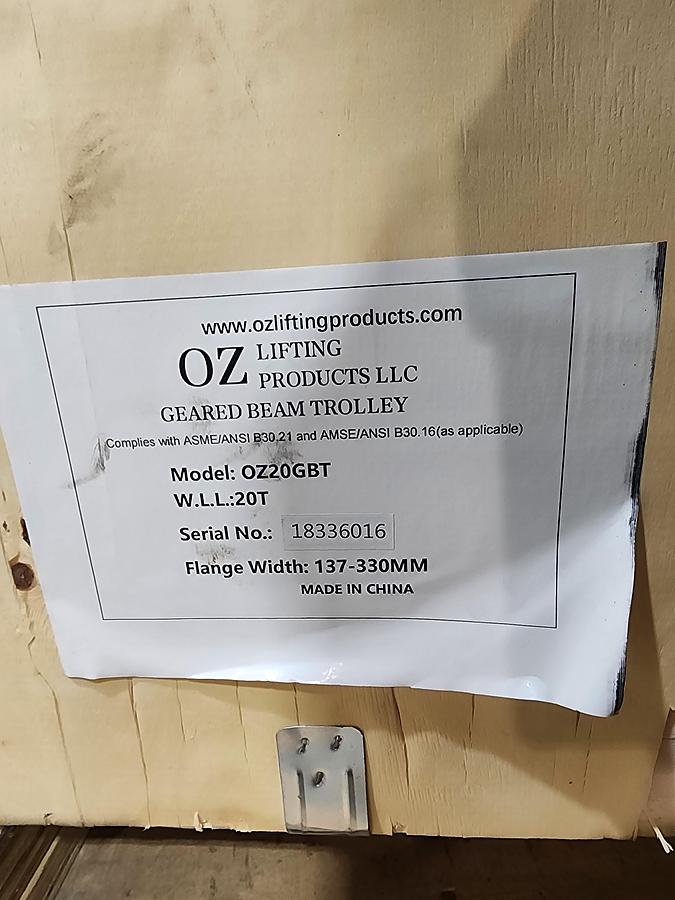 www.ozliftingproducts.com
OZ LIFTING
PRODUCTS LLC
GEARED BEAM TROLLEY
Complies with ASME/ANSI B30.21 and AMSE/ANSI B30.16(as applicable)
Model: OZ20GBT
W.L.L.:20T
Serial No.: 18336016
Flange Width: 137-330MM
MADE IN CHINA